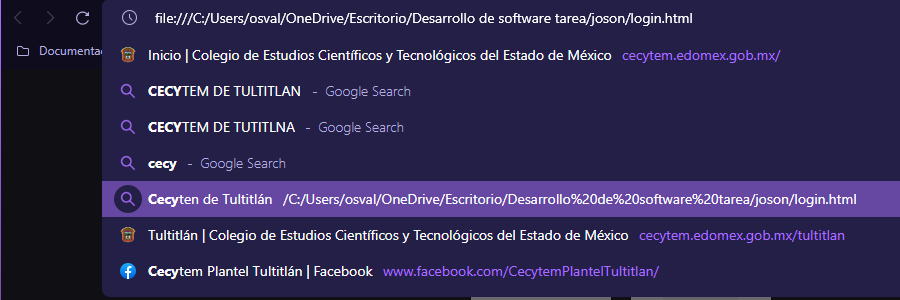 file:///C:/Users/osval/OneDrive/Escritorio/Desarrollo de software tarea/joson/login.html
Documentac
Inicio | Colegio de Estudios Científicos y Tecnológicos del Estado de México cecytem.edomex.gob.mx/
CECYTEM DE TULTITLAN - Google Search
CECYTEM DE TUTITLNA - Google Search
cecy - Google Search
Cecyten de Tultitlán /C:/Users/osval/OneDrive/Escritorio/Desarrollo%20de%20software%20tarea/joson/login.html
Tultitlán | Colegio de Estudios Científicos y Tecnológicos del Estado de México cecytem.edomex.gob.mx/tultitlan
Cecytem Plantel Tultitlán | Facebook www.facebook.com/CecytemPlantelTultitlan/